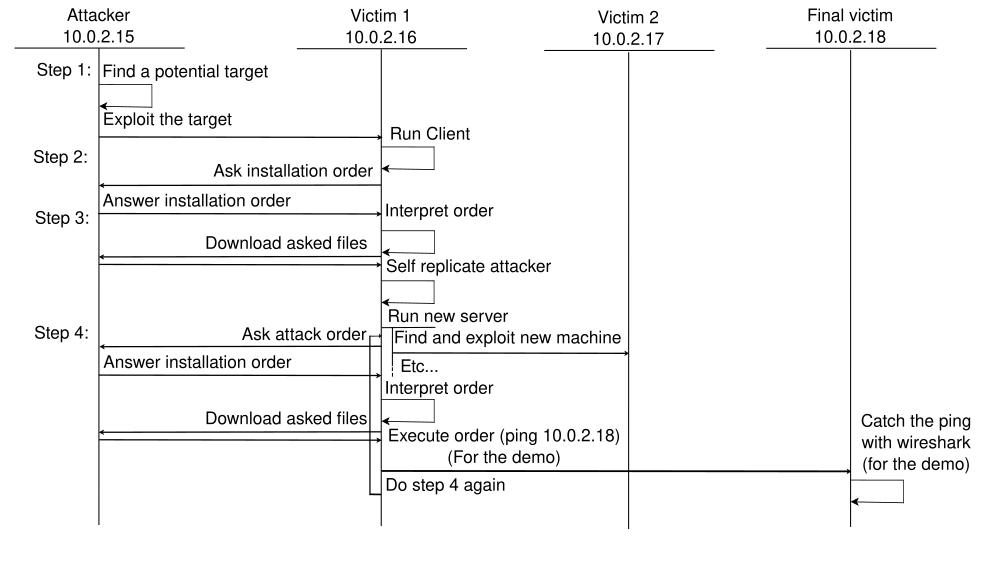 Attacker
10.0.2.15
Victim 1
10.0.2.16
Victim 2
10.0.2.17
Final victim
10.0.2.18
Step 1:
Find a potential target
Exploit the target
Run Client
Step 2:
Ask installation order
Answer installation order
Interpret order
Step 3:
Download asked files
Self replicate attacker
Run new server
Step 4:
Ask attack order
Find and exploit new machine
Answer installation order
Etc...
Interpret order
Download asked files
Execute order (ping 10.0.2.18)
(For the demo)
Catch the ping
with wireshark
(for the demo)
Do step 4 again